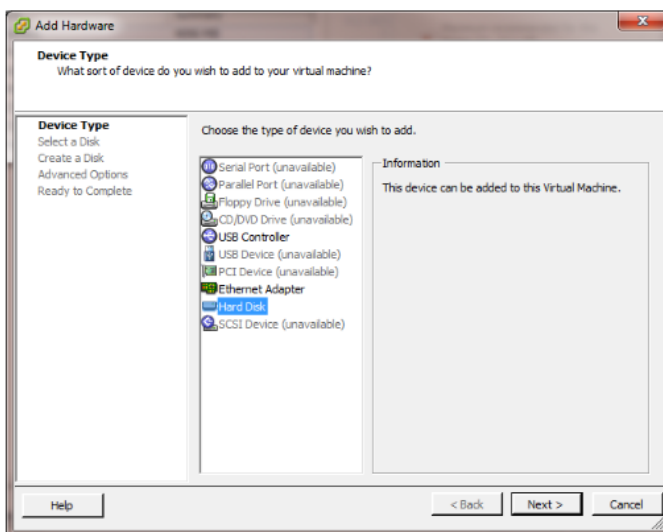 Add Hardware
Device Type
What sort of device do you wish to add to your virtual machine?
Device Type
Select a Disk
Create a Disk
Advanced Options
Ready to Complete
Choose the type of device you wish to add.
Serial Port (unavailable)
Parallel Port (unavailable)
Floppy Drive (unavailable)
CD/DVD Drive (unavailable)
USB Controller
USB Device (unavailable)
PCI Device (unavailable)
Ethernet Adapter
Hard Disk
SCSI Device (unavailable)
Information
This device can be added to this Virtual Machine.
Help
< Back
Next >
Cancel